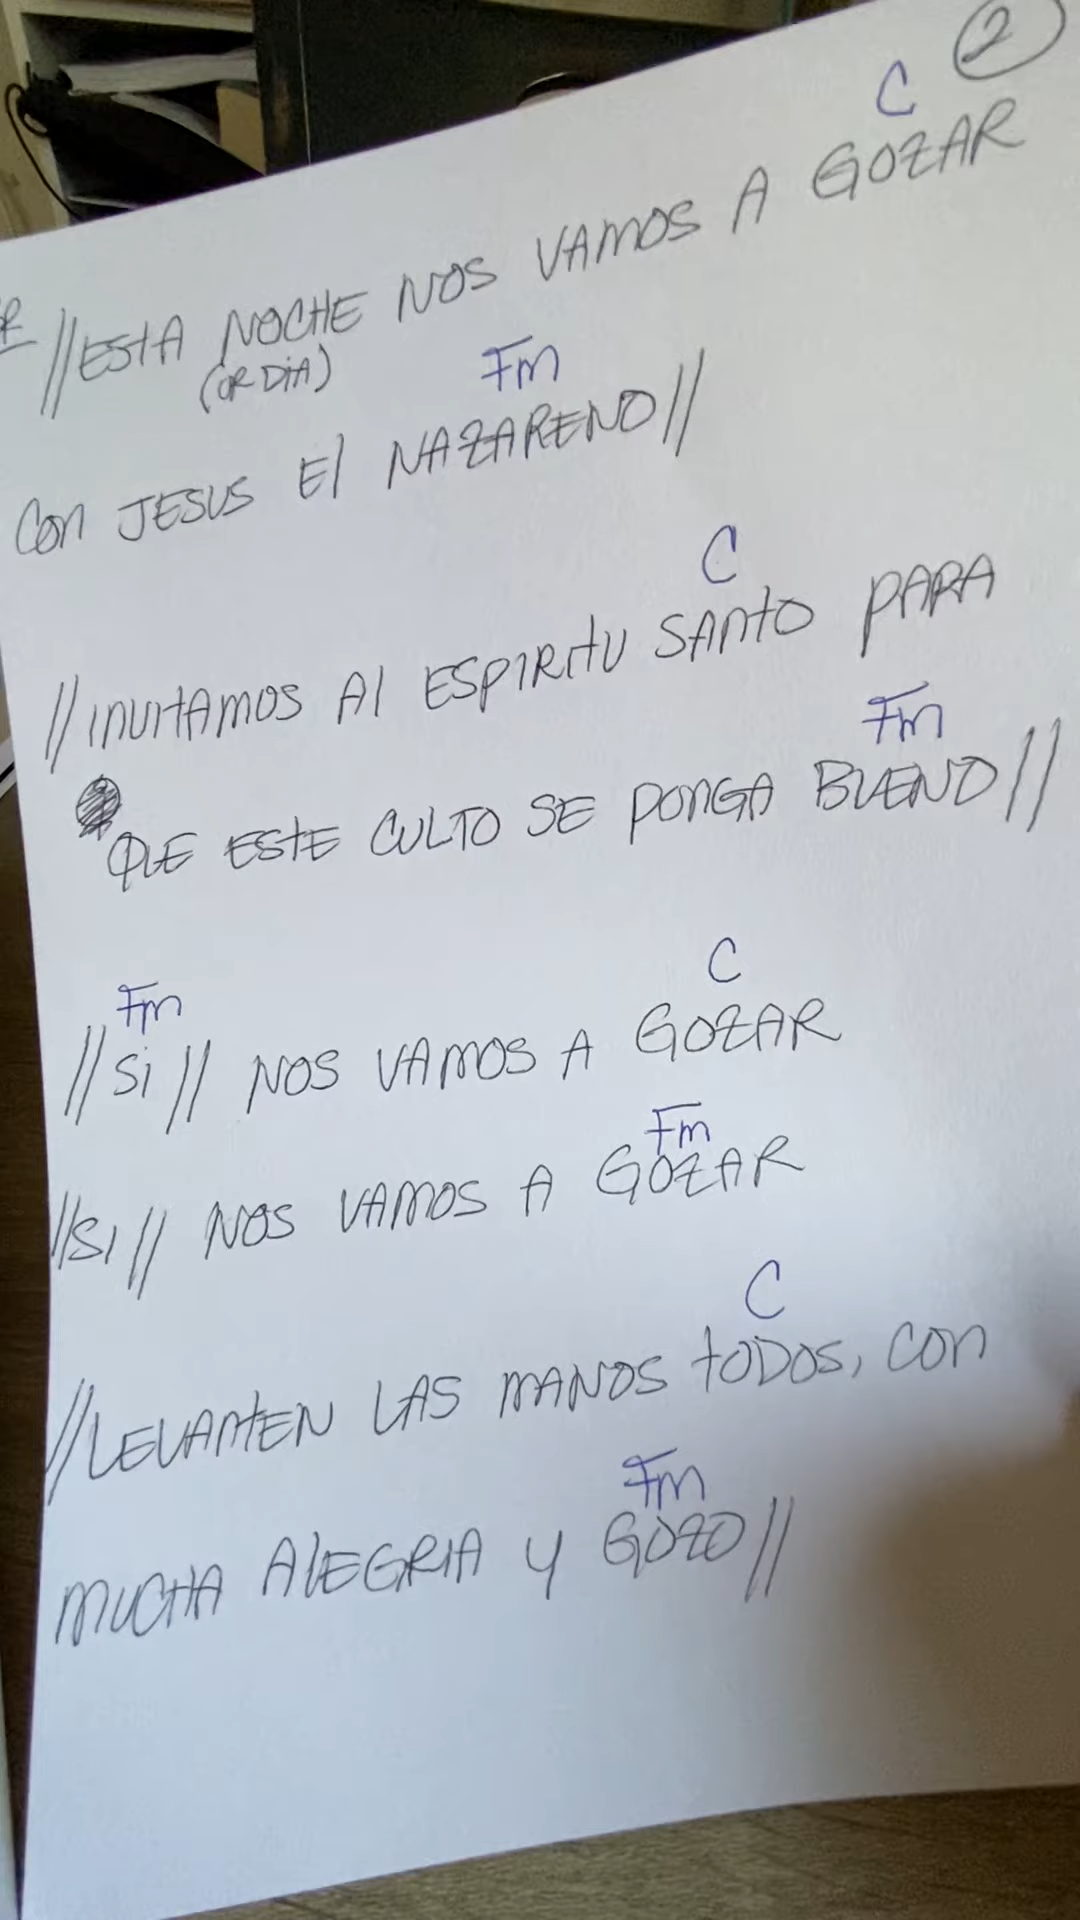 2
C
//ESTA NOCHE NOS VAMOS A GOZAR
(OR DIA)
Fm
CON JESUS El NAZARENO//
C
//INVITAMOS Al ESPIRITU SANTO PARA
Fm
QUE ESTE CULTO SE PONGA BUENO//
Fm C
//Si// NOS VAMOS A GOZAR
Fm
//SI// NOS VAMOS A GOZAR
C
//LEVANTEN LAS MANOS TODOS, CON
Fm
MUCHA AlEGRIA Y GOZO//